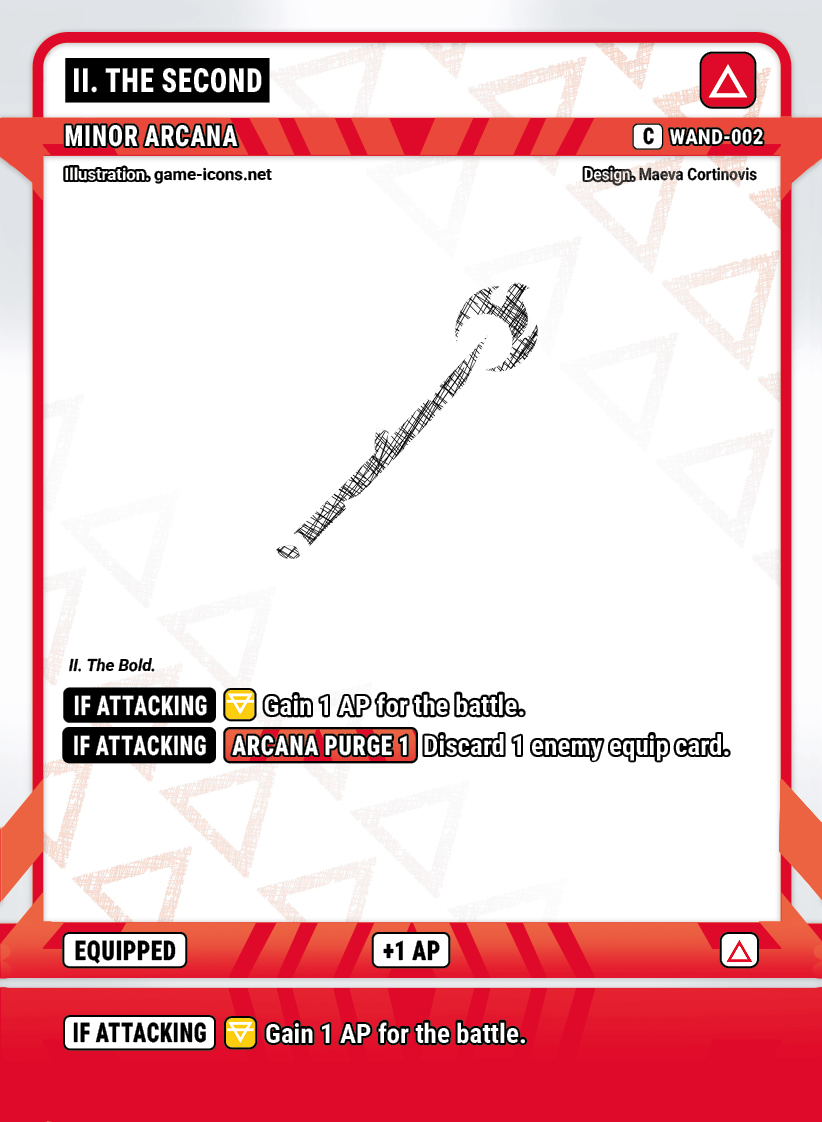 II. THE SECOND
MINOR ARCANA C WAND-002
Illustration. game-icons.net Design. Maeva Cortinovis
II. The Bold.
IF ATTACKING Gain 1 AP for the battle.
IF ATTACKING ARCANA PURGE 1 Discard 1 enemy equip card.
EQUIPPED +1 AP
IF ATTACKING Gain 1 AP for the battle.